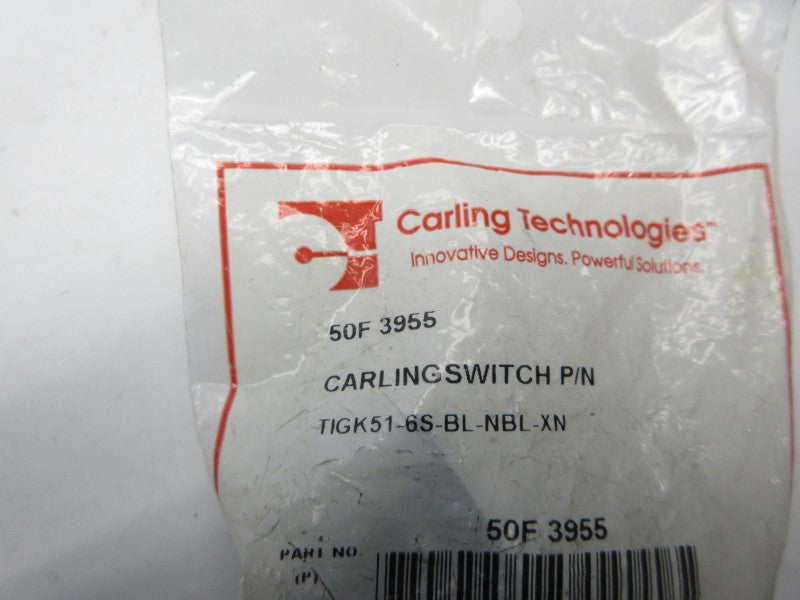 Carling Technologies™
Innovative Designs. Powerful Solutions.
50F 3955
CARLINGSWITCH P/N
TIGK51-6S-BL-NBL-XN
50F 3955
PART NO.
(P)